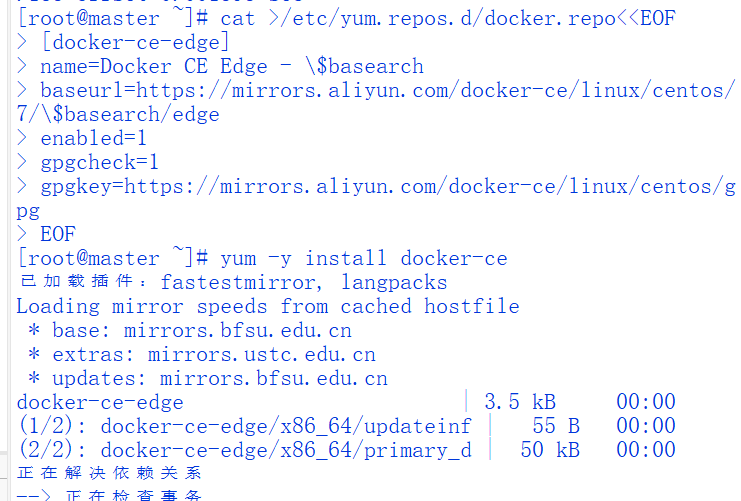 [root@master ~]# cat >/etc/yum.repos.d/docker.repo<<EOF
> [docker-ce-edge]
> name=Docker CE Edge - \$basearch
> baseurl=https://mirrors.aliyun.com/docker-ce/linux/centos/
7/\$basearch/edge
> enabled=1
> gpgcheck=1
> gpgkey=https://mirrors.aliyun.com/docker-ce/linux/centos/g
pg
> EOF
[root@master ~]# yum -y install docker-ce
已加载插件：fastestmirror, langpacks
Loading mirror speeds from cached hostfile
 * base: mirrors.bfsu.edu.cn
 * extras: mirrors.ustc.edu.cn
 * updates: mirrors.bfsu.edu.cn
docker-ce-edge | 3.5 kB 00:00
(1/2): docker-ce-edge/x86_64/updateinf | 55 B 00:00
(2/2): docker-ce-edge/x86_64/primary_d | 50 kB 00:00
正在解决依赖关系
--> 正在检查事务